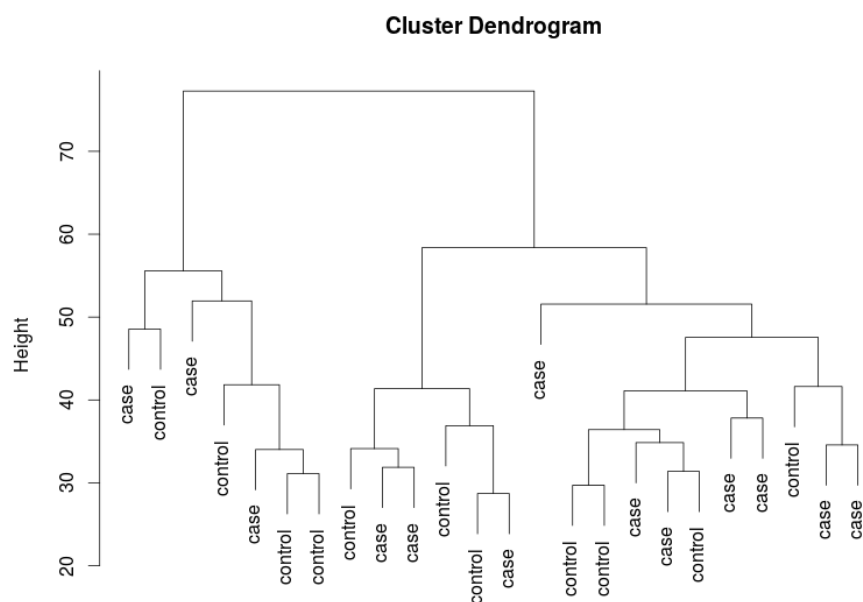 Cluster Dendrogram
Height
70
60
50
40
30
20
case
control
case
control
case
control
control
control
case
case
control
control
case
case
control
control
case
case
control
case
case
control
case
case